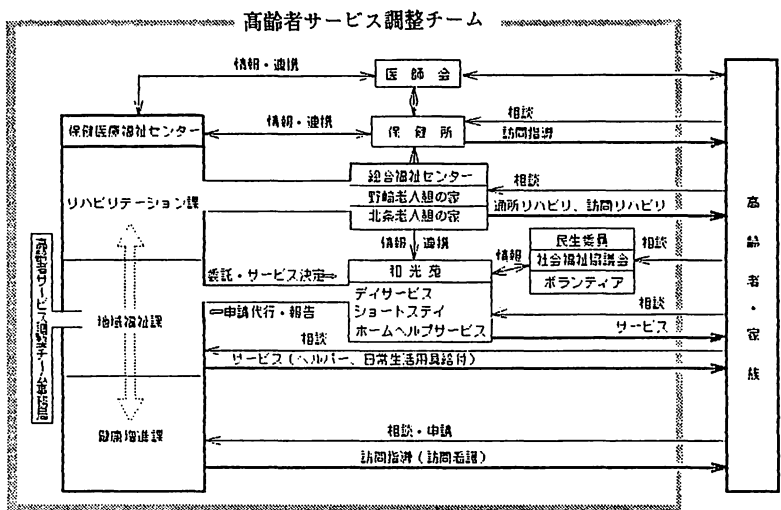 高齢者サービス調整チーム
情報・連携
医師会
保健医療福祉センター
情報・連携
保健所
相談
訪問指導
リハビリテーション課
総合福祉センター
野崎老人憩の家
北条老人憩の家
相談
通所リハビリ、訪問リハビリ
情報
連携
民生委員
社会福祉協議会
ボランティア
相談
情報
委託・サービス決定⇒
和光苑
デイサービス
ショートステイ
ホームヘルプサービス
⇐申請代行・報告
相談
サービス
地域福祉課
高齢者サービス調整チーム事務局
相談
サービス(ヘルパー、日常生活用具給付)
健康増進課
相談・申請
訪問指導(訪問看護)
高齢者・家族